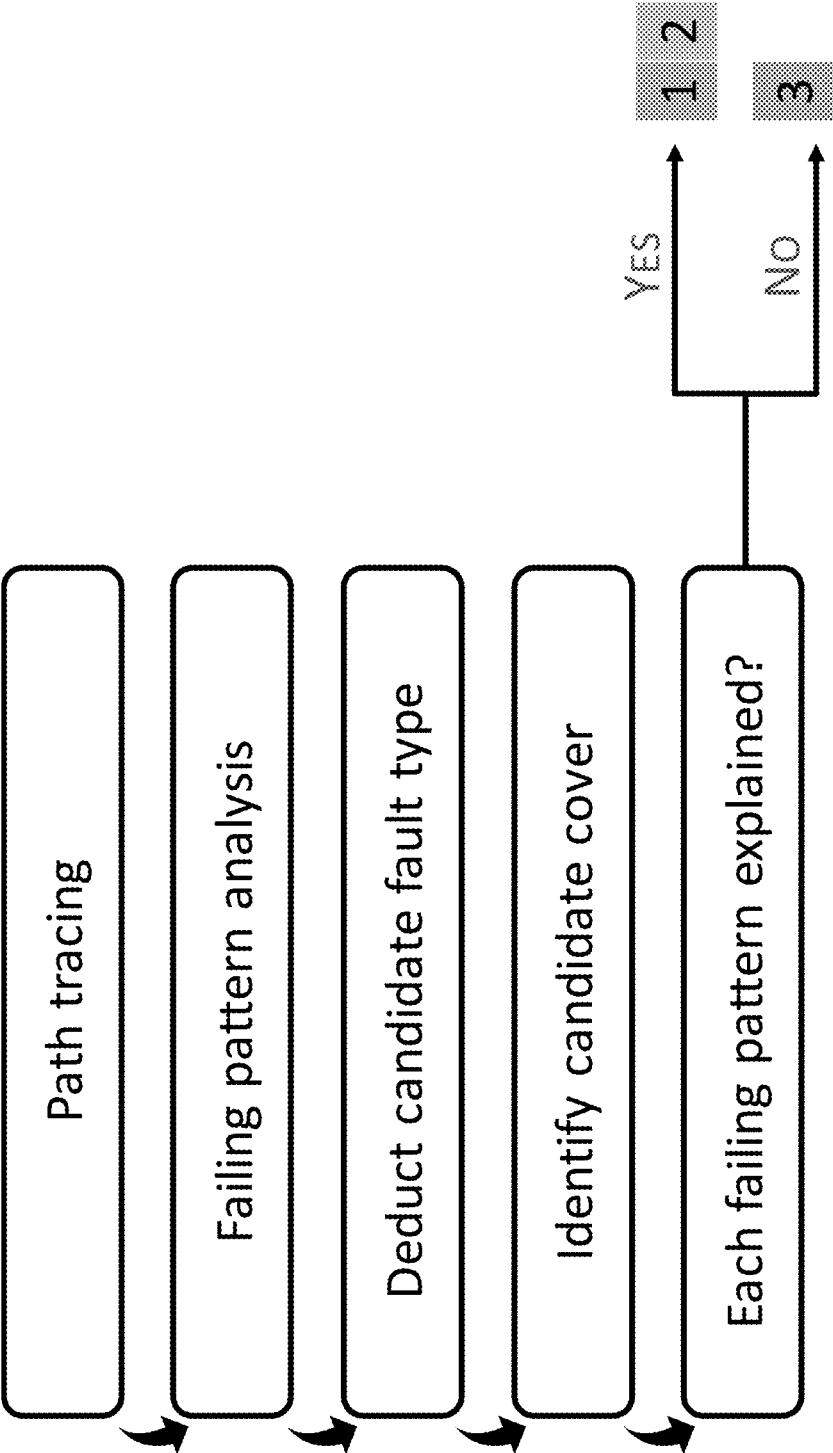 Path tracing
Failing pattern analysis
Deduct candidate fault type
Identify candidate cover
Each failing pattern explained?
YES
1 2
NO
3